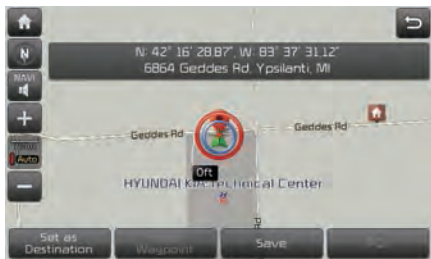 N: 42° 16' 28.87", W: 83° 37' 31.12"
6864 Geddes Rd, Ypsilanti, MI
N
NAVI
Auto
Geddes Rd
Geddes Rd
0ft
HYUNDAI KIA Technical Center
Set as
Destination
Waypoint
Save